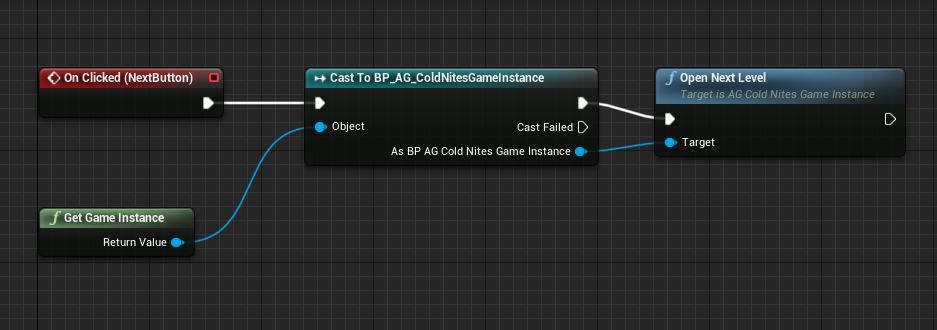 On Clicked (NextButton)
Cast To BP_AG_ColdNitesGameInstance
Object
Cast Failed
As BP AG Cold Nites Game Instance
Open Next Level
Target is AG Cold Nites Game Instance
Target
Get Game Instance
Return Value